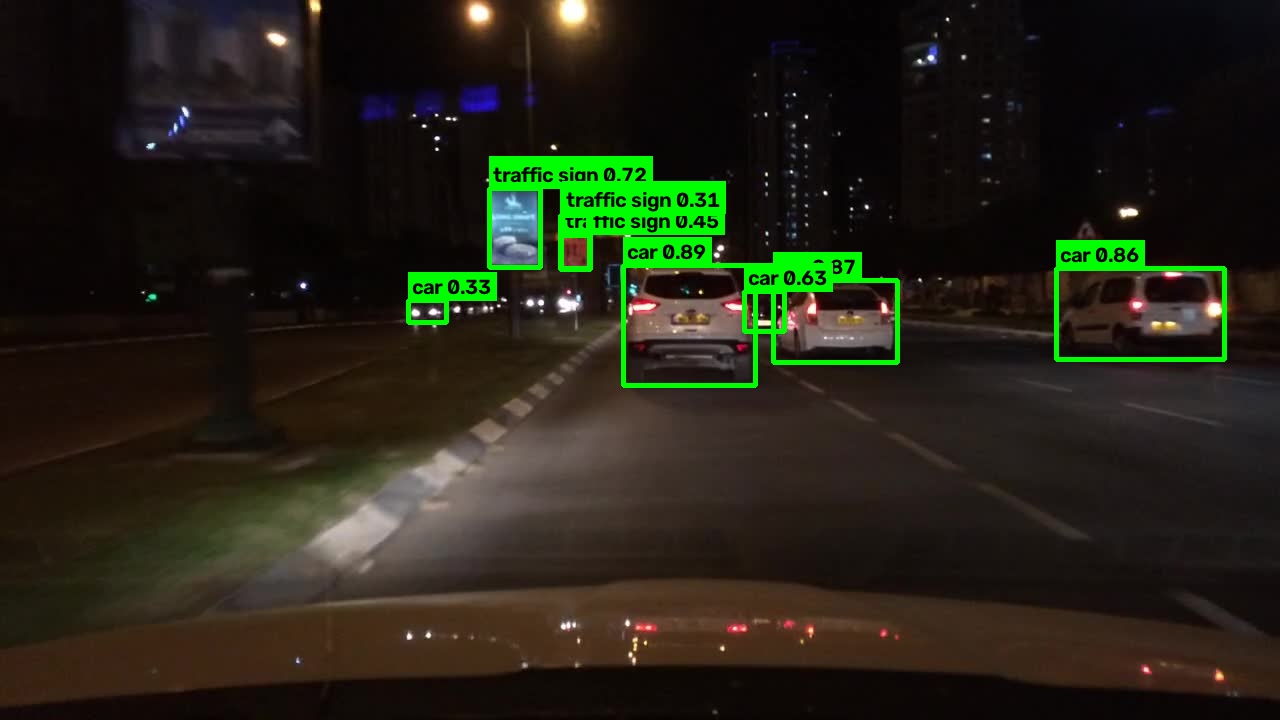 traffic sign 0.72
traffic sign 0.31
traffic sign 0.45
car 0.89
87
car 0.63
car 0.86
car 0.33